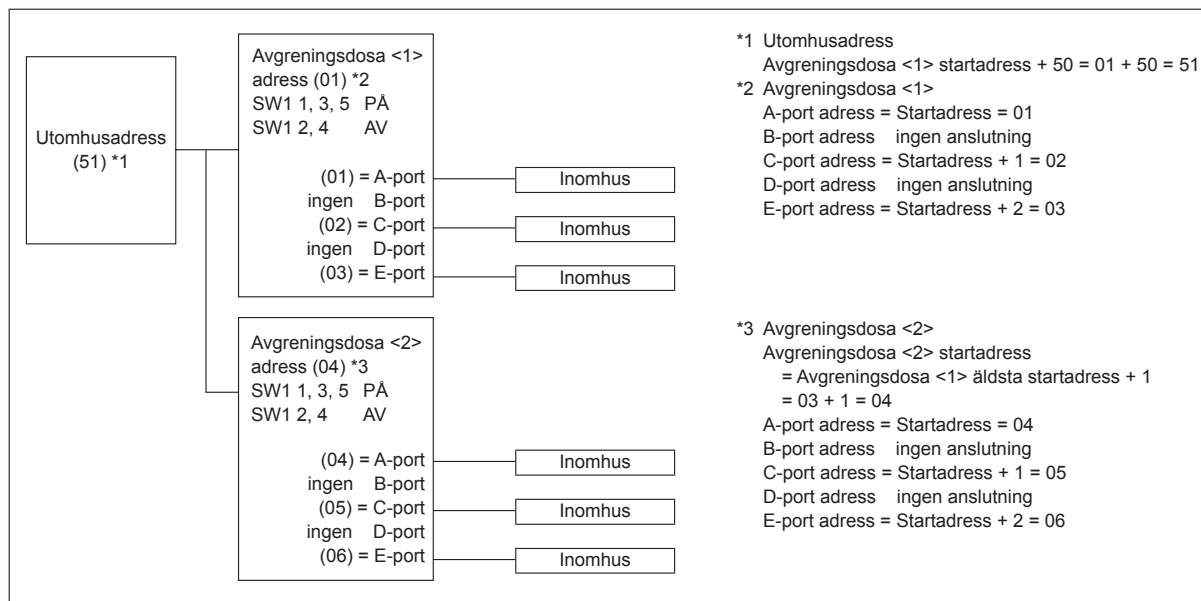 Utomhusadress
(51) *1
Avgreningsdosa <1>
adress (01) *2
SW1 1, 3, 5 PÅ
SW1 2, 4 AV
(01) = A-port
ingen B-port
(02) = C-port
ingen D-port
(03) = E-port
Inomhus
Inomhus
Inomhus
Avgreningsdosa <2>
adress (04) *3
SW1 1, 3, 5 PÅ
SW1 2, 4 AV
(04) = A-port
ingen B-port
(05) = C-port
ingen D-port
(06) = E-port
Inomhus
Inomhus
Inomhus
*1 Utomhusadress
Avgreningsdosa <1> startadress + 50 = 01 + 50 = 51
*2 Avgreningsdosa <1>
A-port adress = Startadress = 01
B-port adress ingen anslutning
C-port adress = Startadress + 1 = 02
D-port adress ingen anslutning
E-port adress = Startadress + 2 = 03
*3 Avgreningsdosa <2>
Avgreningsdosa <2> startadress
= Avgreningsdosa <1> äldsta startadress + 1
= 03 + 1 = 04
A-port adress = Startadress = 04
B-port adress ingen anslutning
C-port adress = Startadress + 1 = 05
D-port adress ingen anslutning
E-port adress = Startadress + 2 = 06